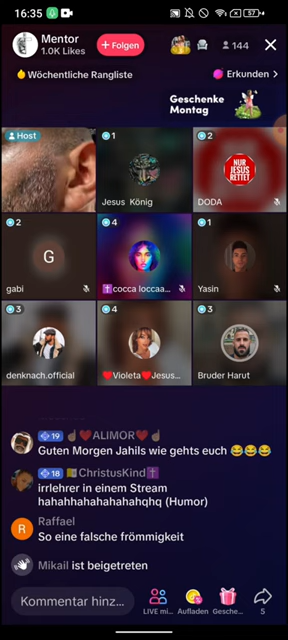 16:35
57
Mentor
1.0K Likes
+ Folgen
144
Wöchentliche Rangliste
Erkunden >
Geschenke
Montag
Host
1
Jesus König
2
NUR
JESUS
RETTET
DODA
2
G
gabi
4
✝️cocca loccaa...
1
Yasin
3
denknach.official
4
❤️Violeta❤️Jesus...
3
Bruder Harut
19 ☝🏽❤️ALIMOR❤️☝🏽
Guten Morgen Jahils wie gehts euch 😂😂😂
18 ChristusKind✝️
irrlehrer in einem Stream
hahahhahahahahahqhq (Humor)
R
Raffael
So eine falsche frömmigkeit
Mikail ist beigetreten
Kommentar hinz...
LIVE mi...
Aufladen
Gesche...
5